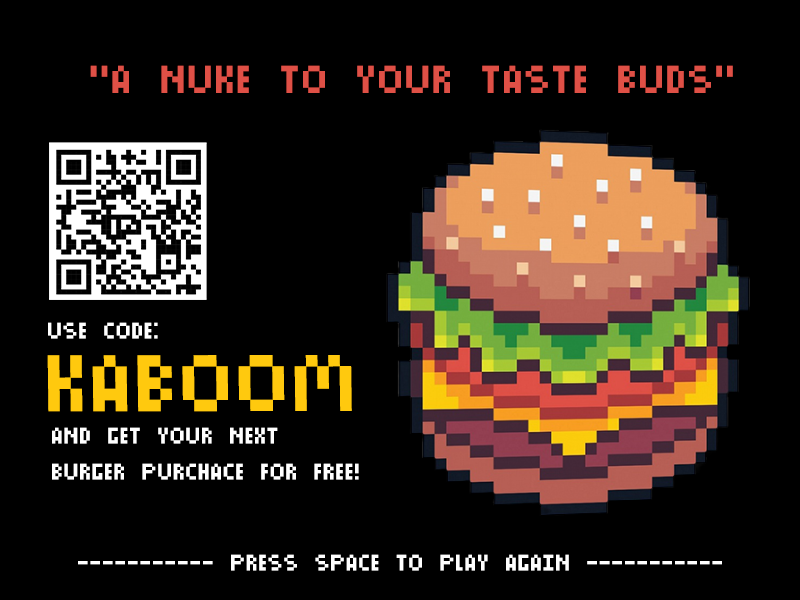 "A NUKE TO YOUR TASTE BUDS"
USE CODE:
KABOOM
AND GET YOUR NEXT
BURGER PURCHACE FOR FREE!
----------- PRESS SPACE TO PLAY AGAIN -----------